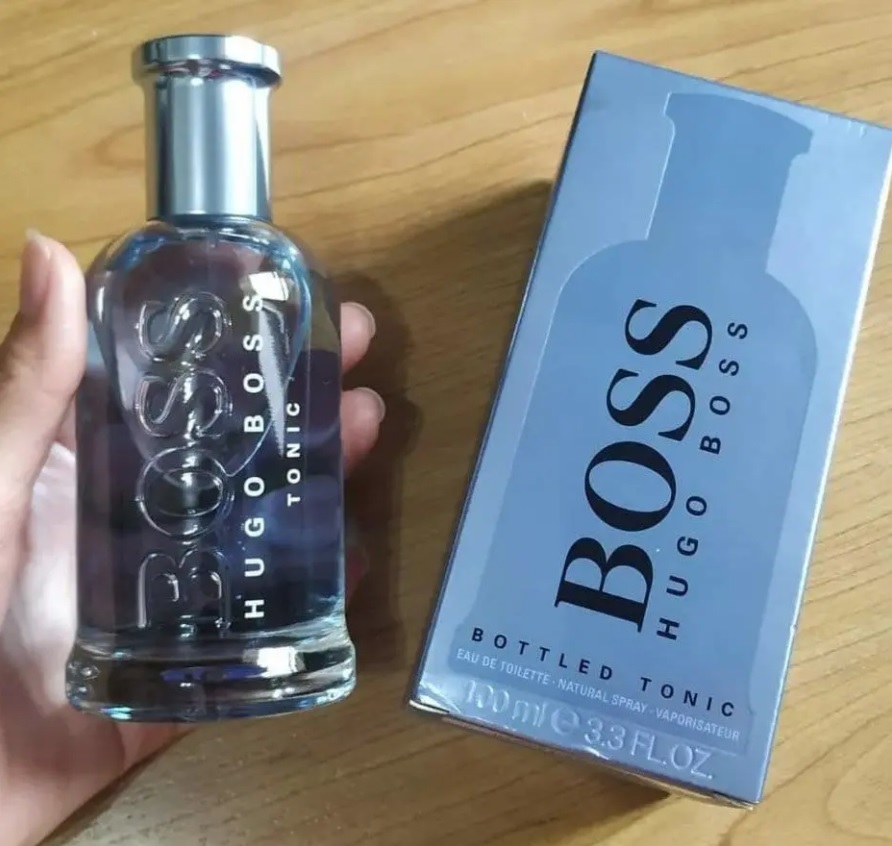 BOSS
HUGO BOSS
TONIC
BOSS
HUGO BOSS
BOTTLED TONIC
EAU DE TOILETTE · NATURAL SPRAY · VAPORISATEUR
100 ml e 3.3 FL.OZ.